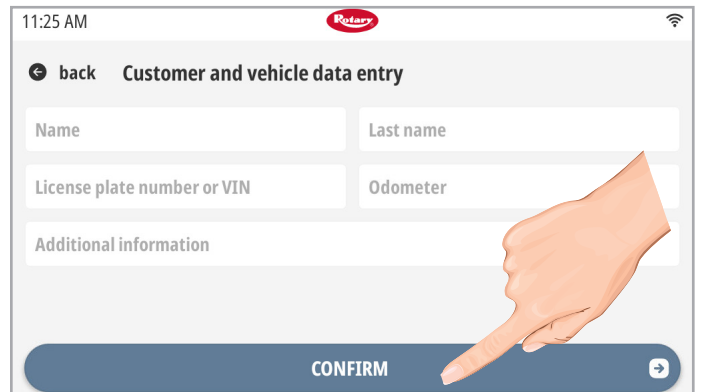 11:25 AM
Rotary
back Customer and vehicle data entry
Name Last name
License plate number or VIN Odometer
Additional information
CONFIRM